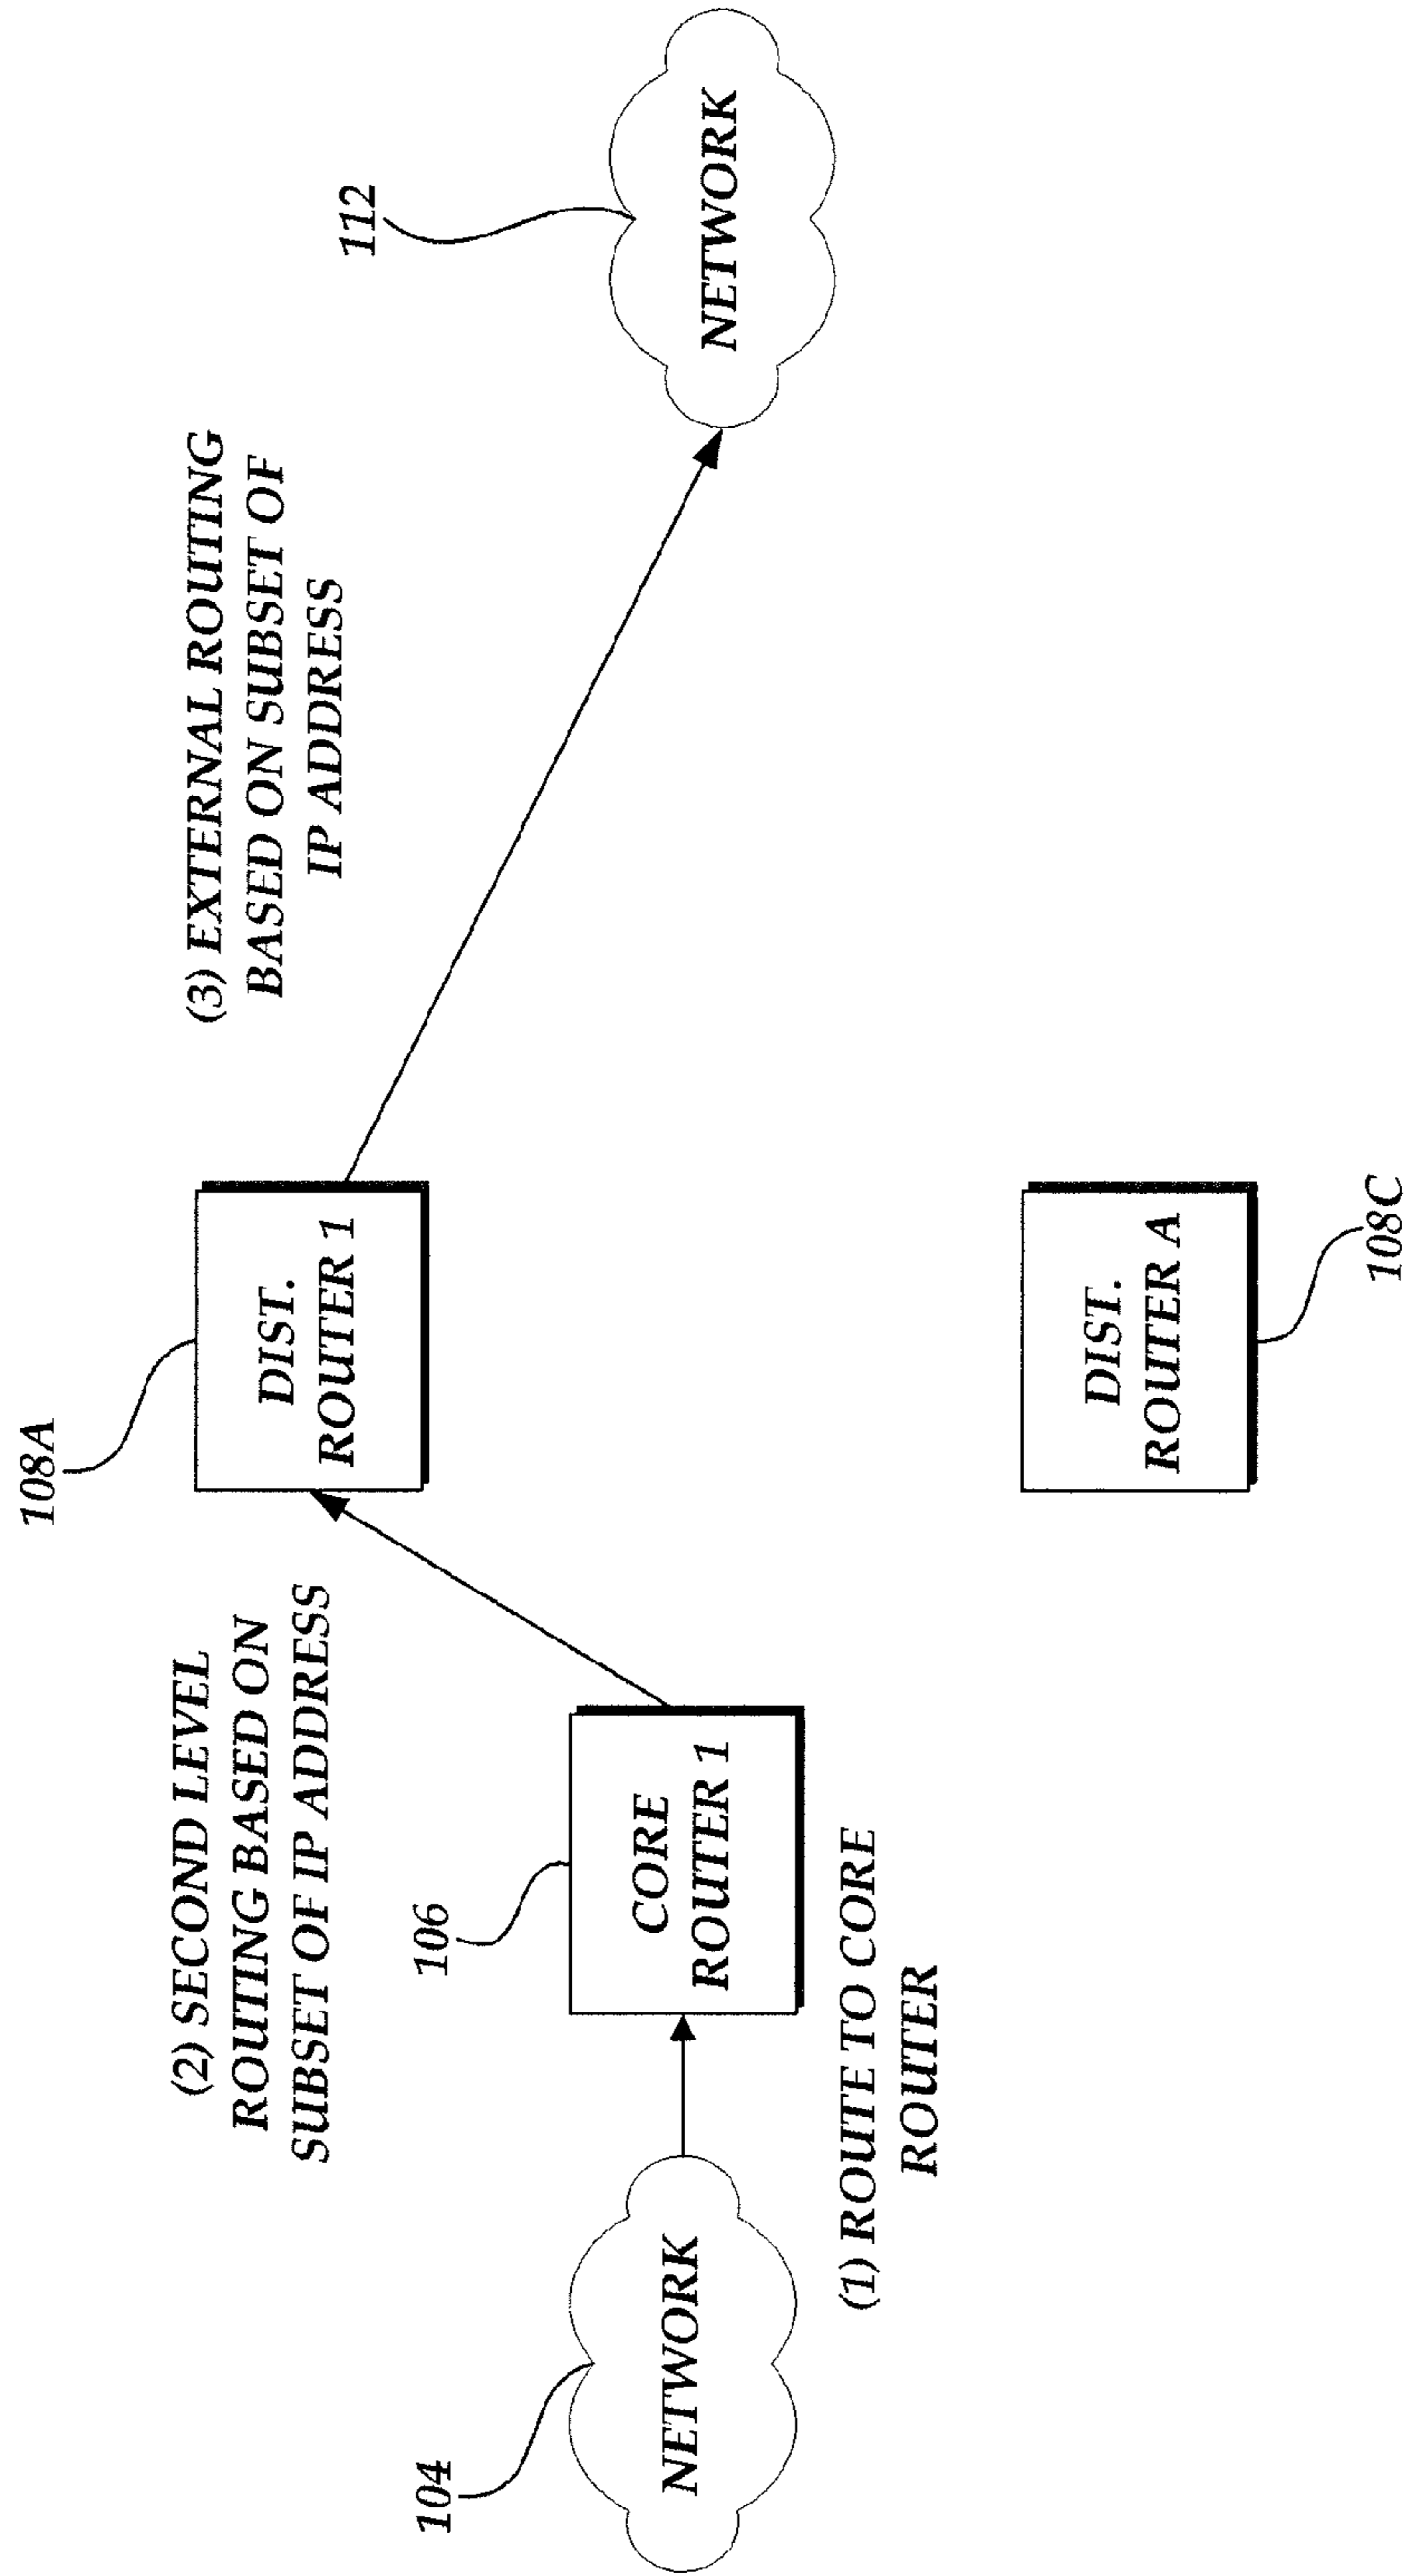 108A
(2) SECOND LEVEL
ROUTING BASED ON
SUBSET OF IP ADDRESS
(3) EXTERNAL ROUTING
BASED ON SUBSET OF
IP ADDRESS
112
DIST.
ROUTER 1
104
106
NETWORK
CORE
ROUTER 1
NETWORK
(1) ROUTE TO CORE
ROUTER
DIST.
ROUTER A
108C